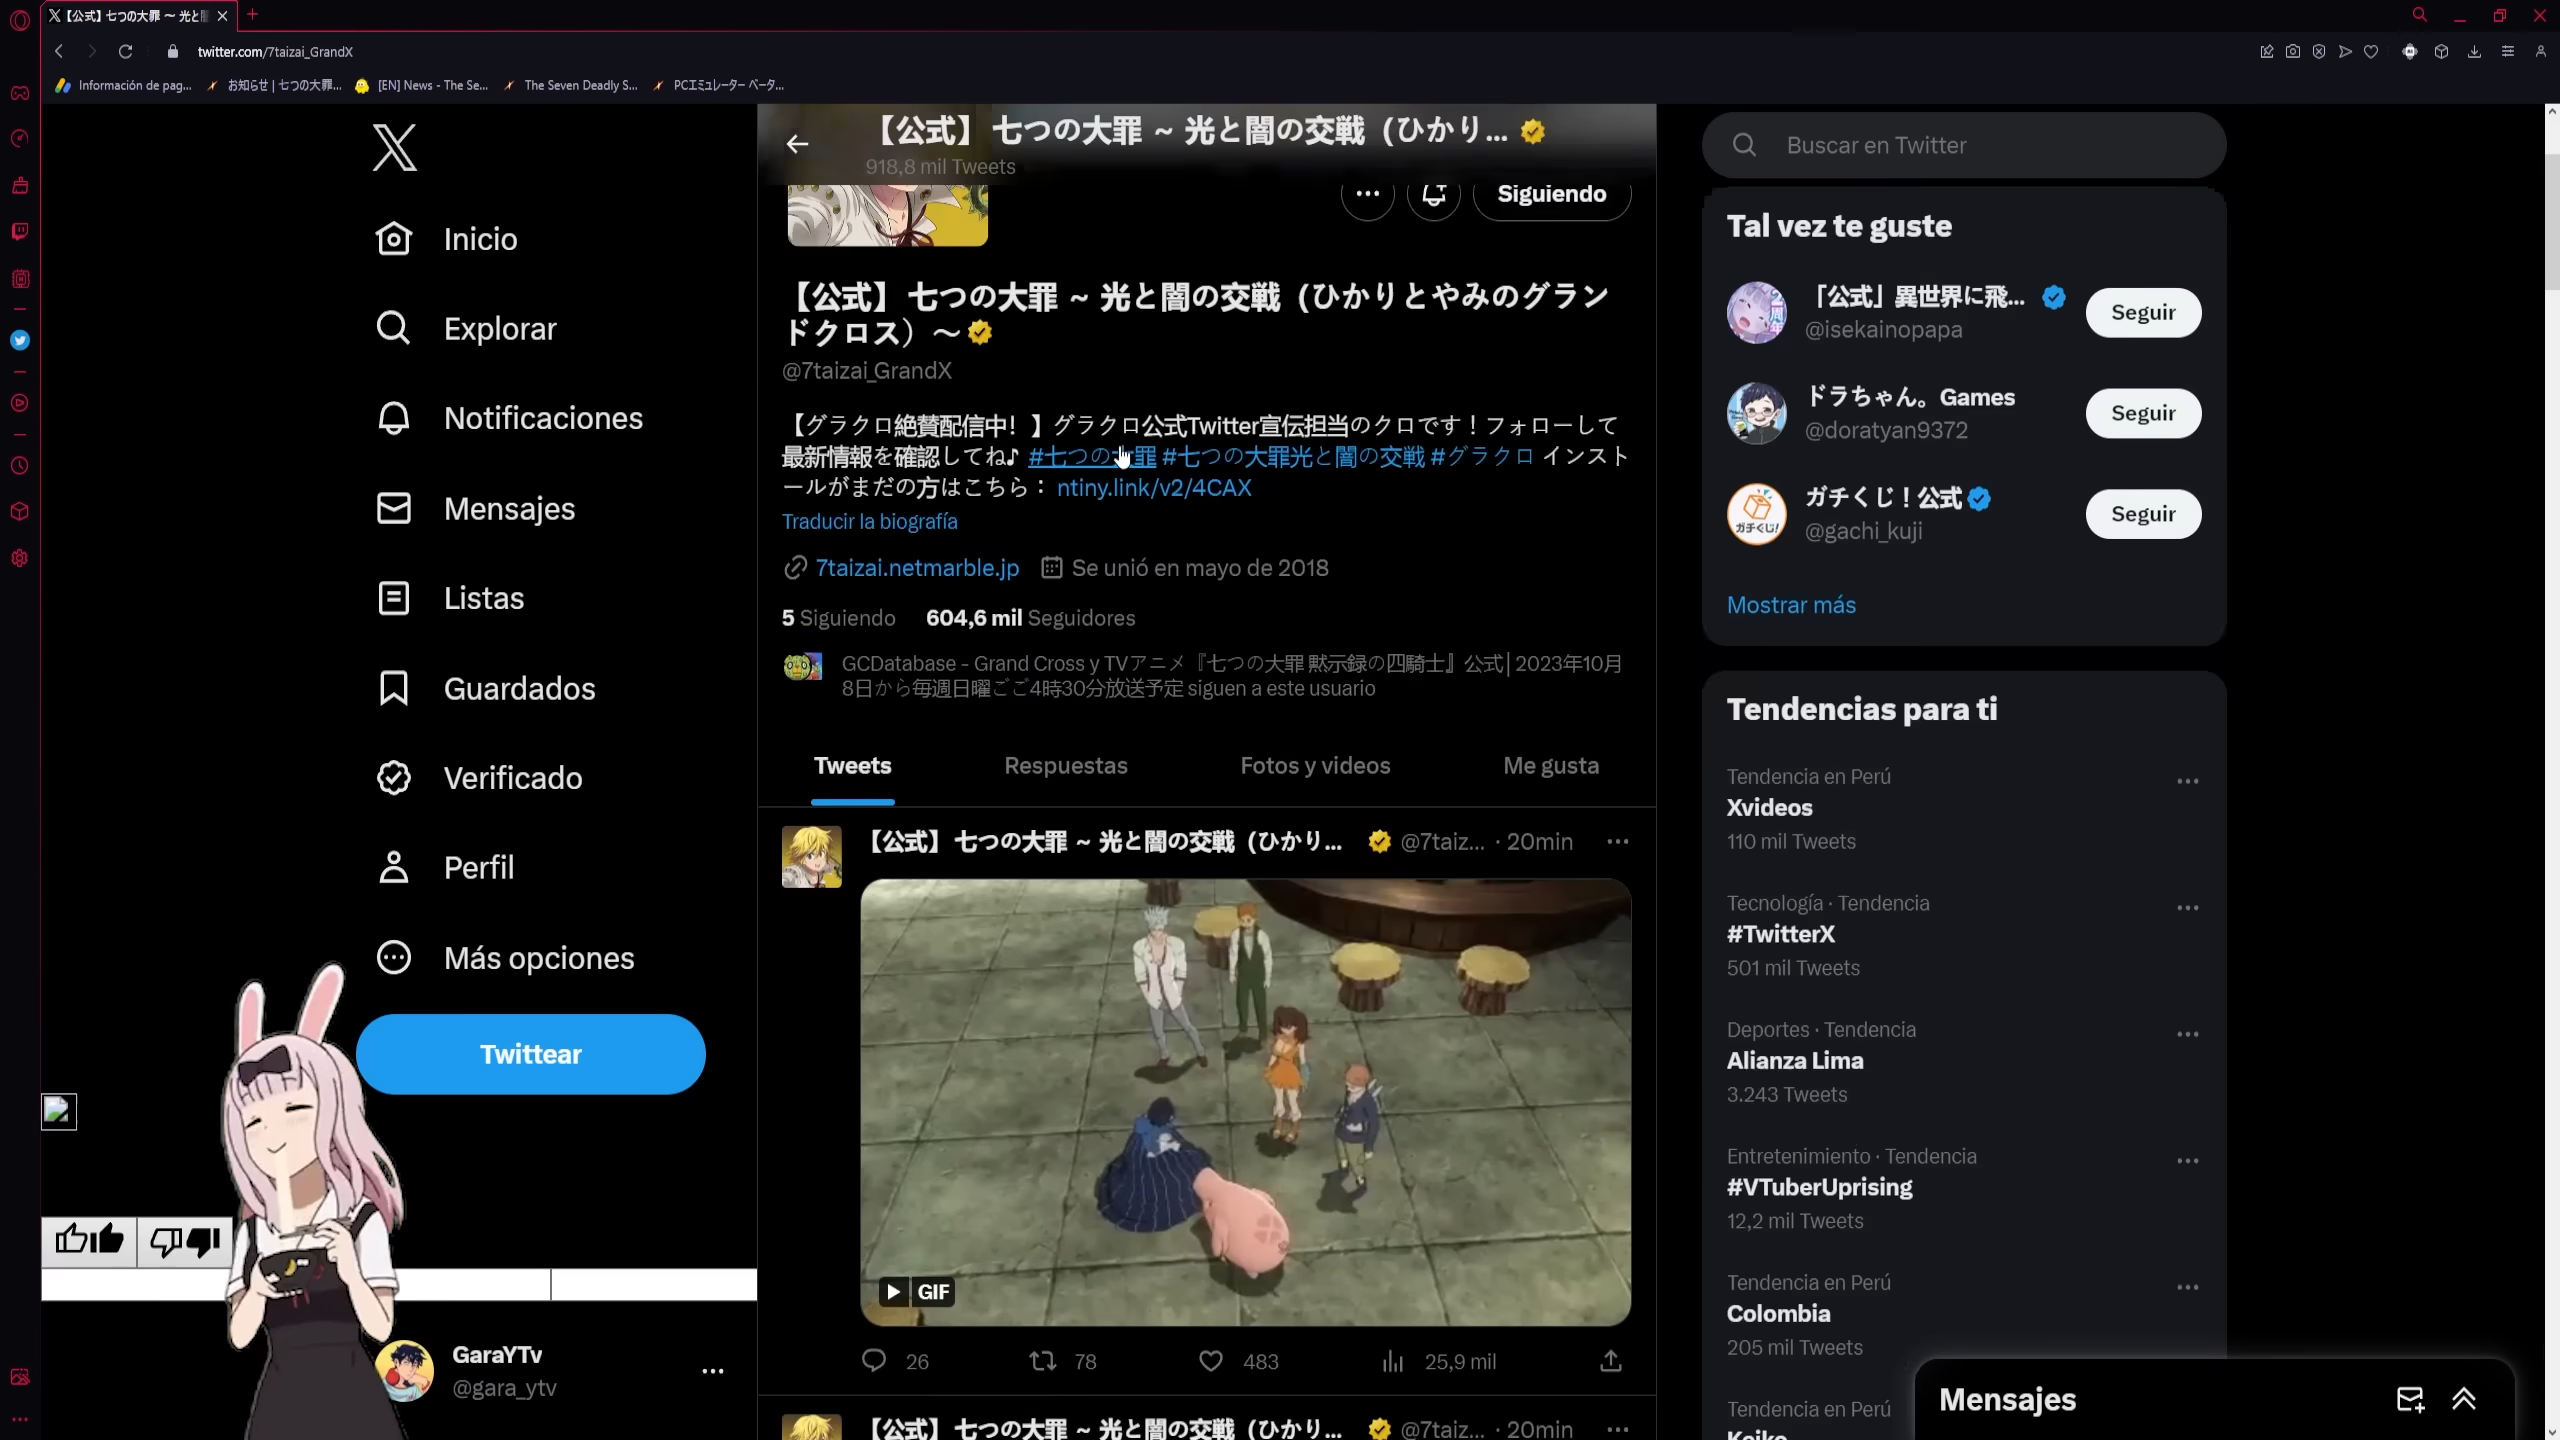 【公式】七つの大罪 ~ 光と
twitter.com/7taizai_GrandX
Información de pag...
お知らせ | 七つの大罪...
[EN] News - The Se...
The Seven Deadly S...
PCエミュレーター ベータ...
【公式】七つの大罪 ~ 光と闇の交戦（ひかり...
918,8 mil Tweets
Inicio
Explorar
Notificaciones
Mensajes
Listas
Guardados
Verificado
Perfil
Más opciones
Twittear
GaraYTv
@gara_ytv
Siguiendo
【公式】七つの大罪 ~ 光と闇の交戦（ひかりとやみのグラン
ドクロス）～
@7taizai_GrandX
【グラクロ絶賛配信中！】グラクロ公式Twitter宣伝担当のクロです！フォローして
最新情報を確認してね♪ #七つの大罪 #七つの大罪光と闇の交戦 #グラクロ インスト
ールがまだの方はこちら： ntiny.link/v2/4CAX
Traducir la biografía
7taizai.netmarble.jp Se unió en mayo de 2018
5 Siguiendo 604,6 mil Seguidores
GCDatabase - Grand Cross y TVアニメ『七つの大罪 黙示録の四騎士』公式│2023年10月
8日から毎週日曜ごご4時30分放送予定 siguen a este usuario
Tweets Respuestas Fotos y videos Me gusta
【公式】七つの大罪 ~ 光と闇の交戦（ひかり... @7taiz... · 20min
GIF
26 78 483 25,9 mil
【公式】七つの大罪 ~ 光と闇の交戦（ひかり... @7taiz... · 20min
Buscar en Twitter
Tal vez te guste
「公式」異世界に飛...
@isekainopapa
Seguir
ドラちゃん。Games
@doratyan9372
Seguir
ガチくじ！公式
@gachi_kuji
Seguir
ガチくじ!
Mostrar más
Tendencias para ti
Tendencia en Perú
Xvideos
110 mil Tweets
Tecnología · Tendencia
#TwitterX
501 mil Tweets
Deportes · Tendencia
Alianza Lima
3.243 Tweets
Entretenimiento · Tendencia
#VTuberUprising
12,2 mil Tweets
Tendencia en Perú
Colombia
205 mil Tweets
Tendencia en Perú
Keiko
Mensajes